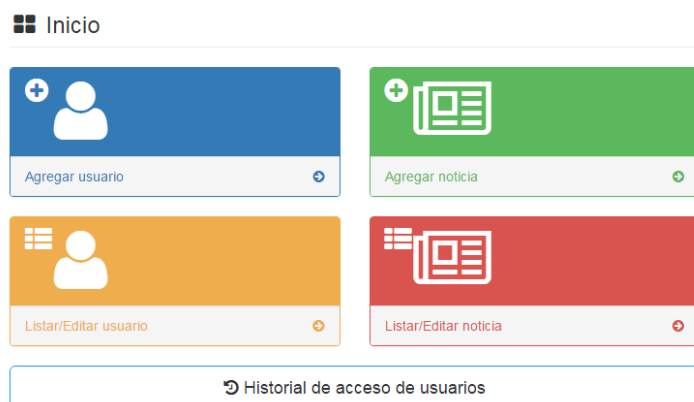 Inicio
Agregar usuario
Agregar noticia
Listar/Editar usuario
Listar/Editar noticia
Historial de acceso de usuarios